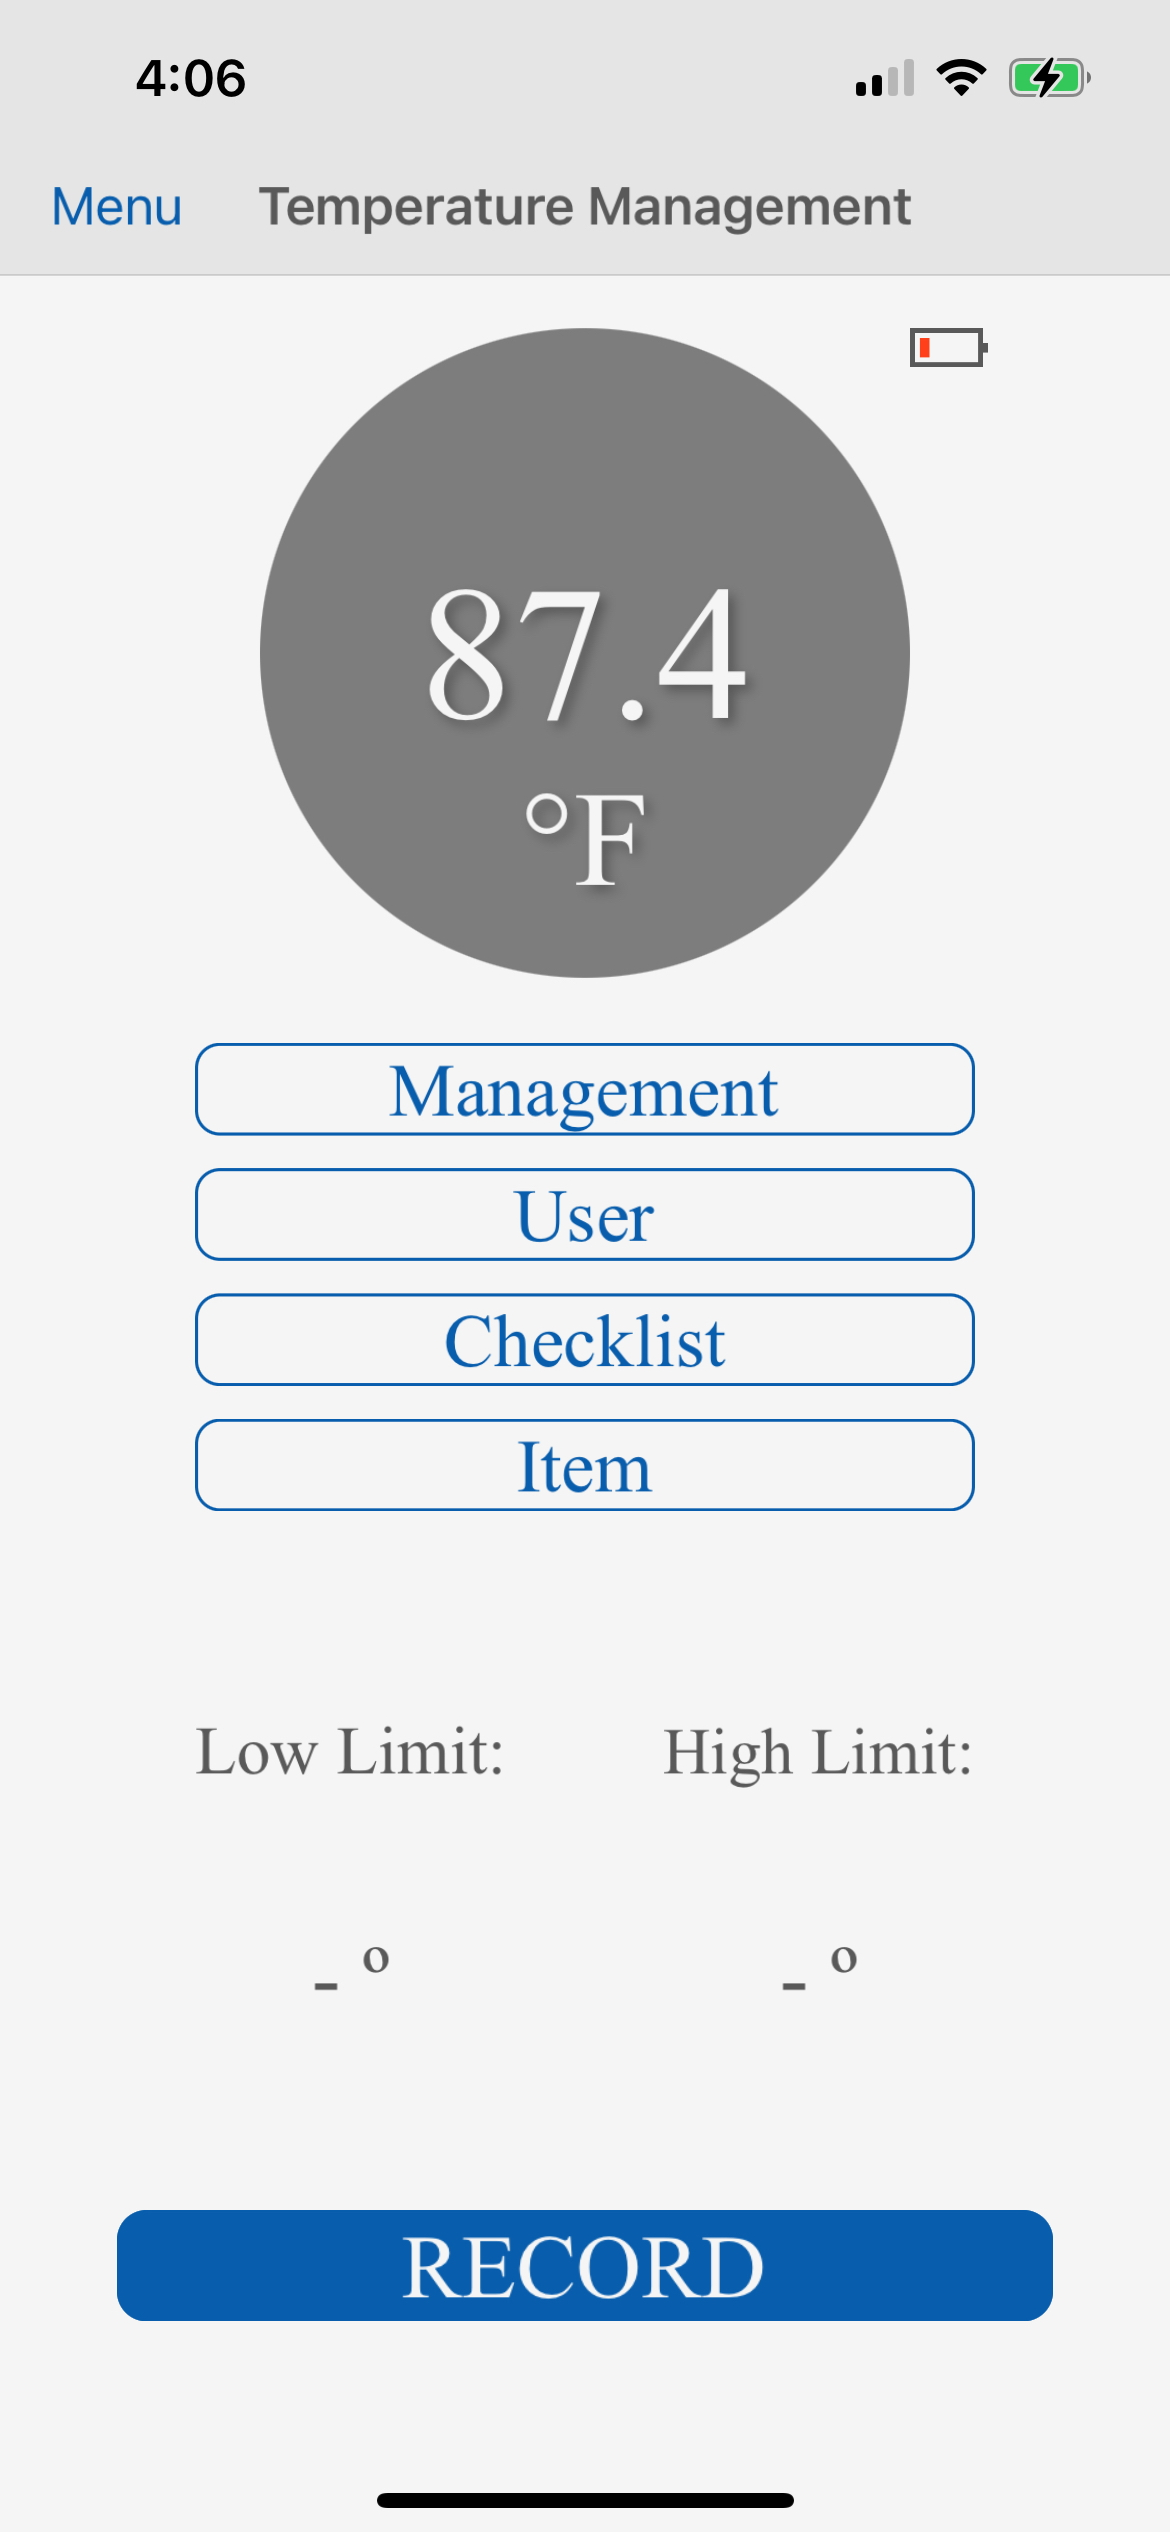 4:06
Menu Temperature Management
87.4
°F
Management
User
Checklist
Item
Low Limit: High Limit:
- º - º
RECORD